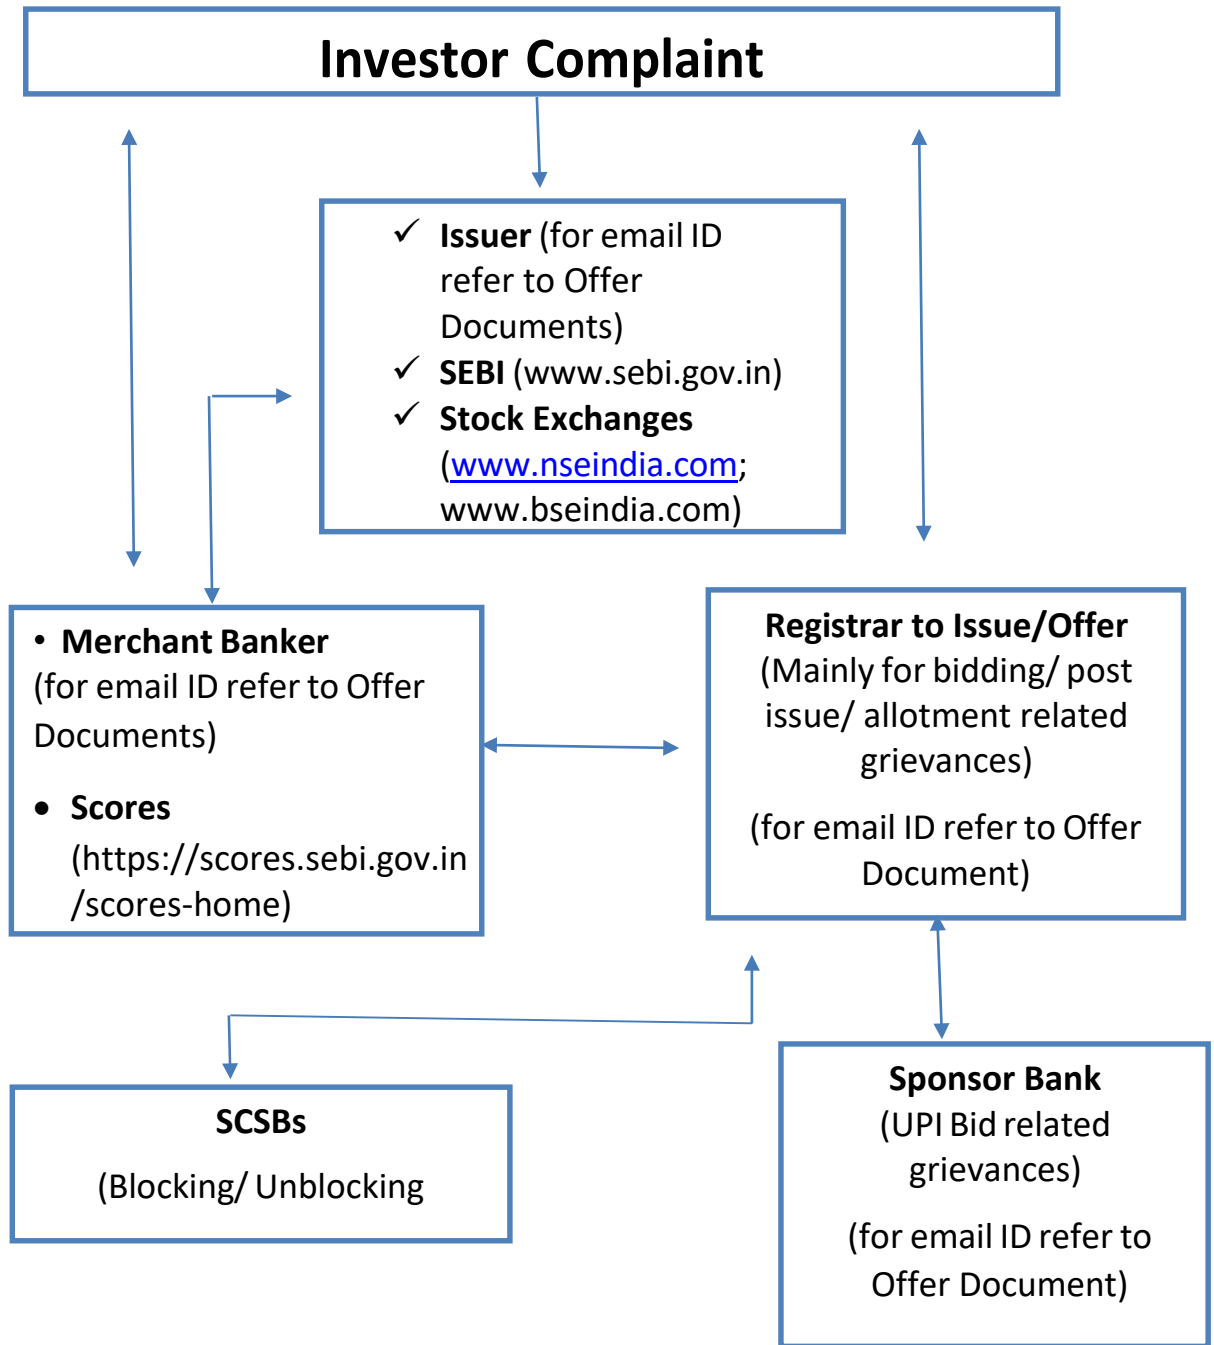 Investor Complaint
✓ Issuer (for email ID
refer to Offer
Documents)
✓ SEBI (www.sebi.gov.in)
✓ Stock Exchanges
(www.nseindia.com;
www.bseindia.com)
• Merchant Banker
(for email ID refer to Offer
Documents)
• Scores
(https://scores.sebi.gov.in
/scores-home)
Registrar to Issue/Offer
(Mainly for bidding/ post
issue/ allotment related
grievances)
(for email ID refer to Offer
Document)
SCSBs
(Blocking/ Unblocking
Sponsor Bank
(UPI Bid related
grievances)
(for email ID refer to
Offer Document)